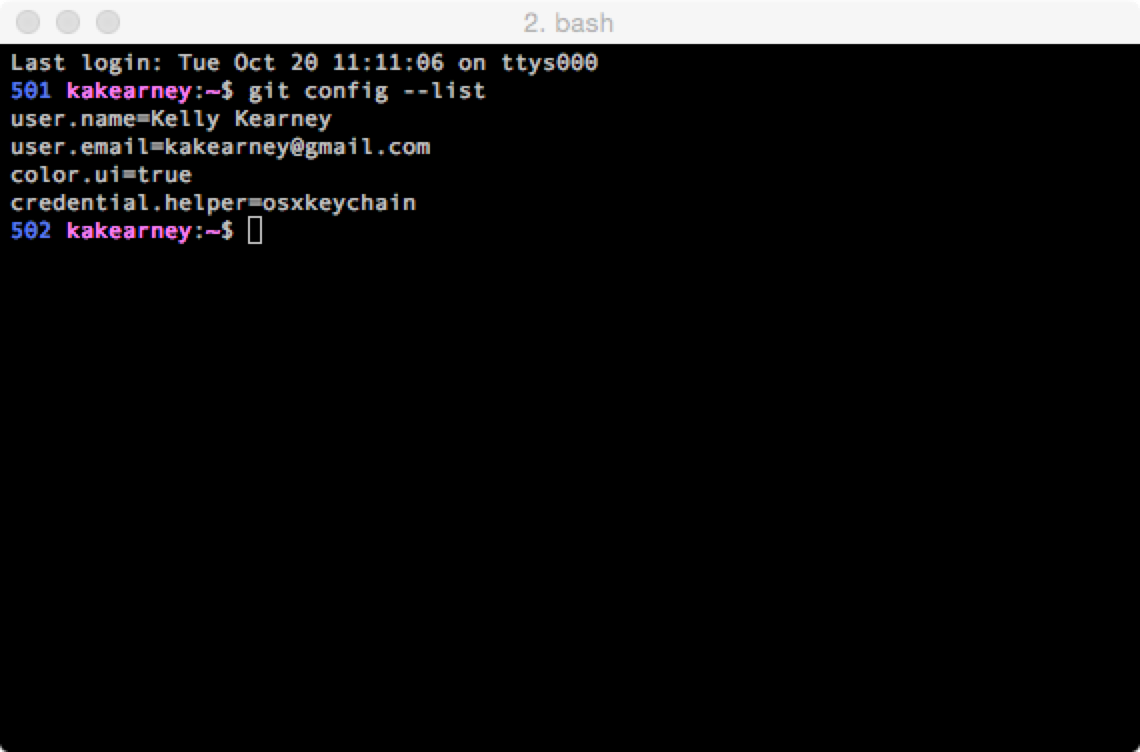 2. bash
Last login: Tue Oct 20 11:11:06 on ttys000
501 kakearney:~$ git config --list
user.name=Kelly Kearney
user.email=kakearney@gmail.com
color.ui=true
credential.helper=osxkeychain
502 kakearney:~$